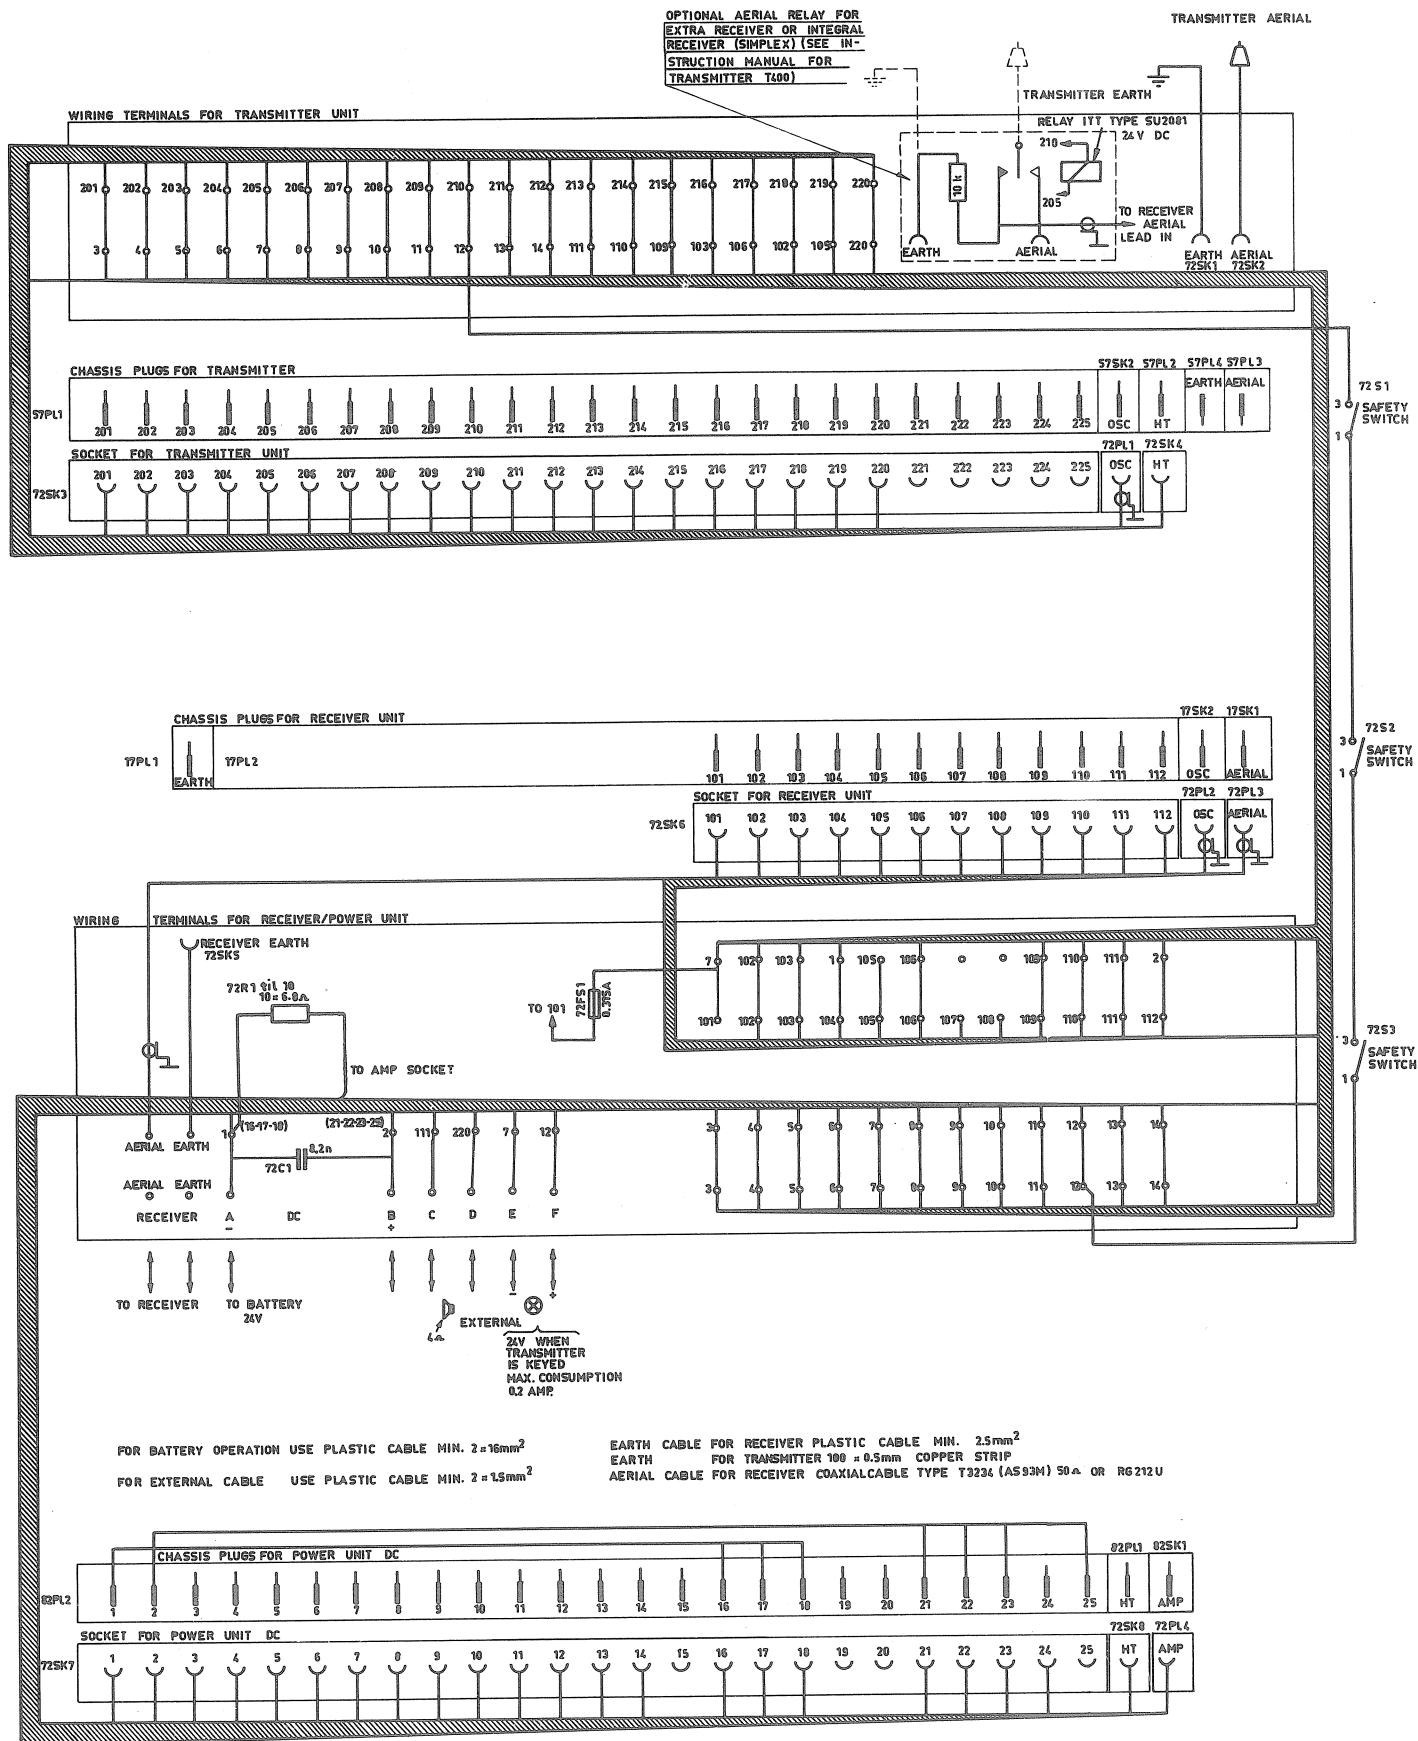 OPTIONAL AERIAL RELAY FOR
EXTRA RECEIVER OR INTEGRAL
RECEIVER (SIMPLEX) (SEE IN-
STRUCTION MANUAL FOR
TRANSMITTER T400)
TRANSMITTER AERIAL
TRANSMITTER EARTH
WIRING TERMINALS FOR TRANSMITTER UNIT
RELAY ITT TYPE SU2081
24V DC
210
10 k
205
TO RECEIVER
AERIAL
LEAD IN
EARTH AERIAL
EARTH AERIAL
72SK1 72SK2
201 202 203 204 205 206 207 208 209 210 211 212 213 214 215 216 217 218 219 220
3 4 5 6 7 8 9 10 11 12 13 14 111 110 109 103 106 102 105 220
CHASSIS PLUGS FOR TRANSMITTER
57SK2 57PL2 57PL4 57PL3
EARTH AERIAL
57PL1
201 202 203 204 205 206 207 208 209 210 211 212 213 214 215 216 217 218 219 220 221 222 223 224 225 OSC HT
72S1
3 SAFETY
SWITCH
1
SOCKET FOR TRANSMITTER UNIT
72PL1 72SK4
72SK3
201 202 203 204 205 206 207 208 209 210 211 212 213 214 215 216 217 218 219 220 221 222 223 224 225 OSC HT
CHASSIS PLUGS FOR RECEIVER UNIT
17SK2 17SK1
17PL1
EARTH
17PL2
101 102 103 104 105 106 107 108 109 110 111 112 OSC AERIAL
72S2
3 SAFETY
SWITCH
1
SOCKET FOR RECEIVER UNIT
72PL2 72PL3
72SK6
101 102 103 104 105 106 107 108 109 110 111 112 OSC AERIAL
WIRING TERMINALS FOR RECEIVER/POWER UNIT
RECEIVER EARTH
72SK5
7 102 103 1 105 106 109 110 111 2
72R1 til 10
10 x 6.8Ω
TO 101
72FS1
0.315A
101 102 103 104 105 106 107 108 109 110 111 112
72S3
3 SAFETY
SWITCH
1
TO AMP SOCKET
1 (16-17-18) (21-22-23-25) 2 111 220 7 12
3 4 5 6 7 8 9 10 11 12 13 14
AERIAL EARTH
72C1 8,2n
AERIAL EARTH
3 4 5 6 7 8 9 10 11 12 13 14
RECEIVER A DC B C D E F
- +
TO RECEIVER
TO BATTERY
24V
- +
4Ω
EXTERNAL
24V WHEN
TRANSMITTER
IS KEYED
MAX. CONSUMPTION
0.2 AMP.
FOR BATTERY OPERATION USE PLASTIC CABLE MIN. 2 x 16mm²
FOR EXTERNAL CABLE USE PLASTIC CABLE MIN. 2 x 1.5mm²
EARTH CABLE FOR RECEIVER PLASTIC CABLE MIN. 2.5mm²
EARTH FOR TRANSMITTER 100 x 0.5mm COPPER STRIP
AERIAL CABLE FOR RECEIVER COAXIALCABLE TYPE T3234 (AS93M) 50Ω OR RG212U
CHASSIS PLUGS FOR POWER UNIT DC
82PL1 82SK1
82PL2
1 2 3 4 5 6 7 8 9 10 11 12 13 14 15 16 17 18 19 20 21 22 23 24 25 HT AMP
SOCKET FOR POWER UNIT DC
72SK8 72PL4
72SK7
1 2 3 4 5 6 7 8 9 10 11 12 13 14 15 16 17 18 19 20 21 22 23 24 25 HT AMP